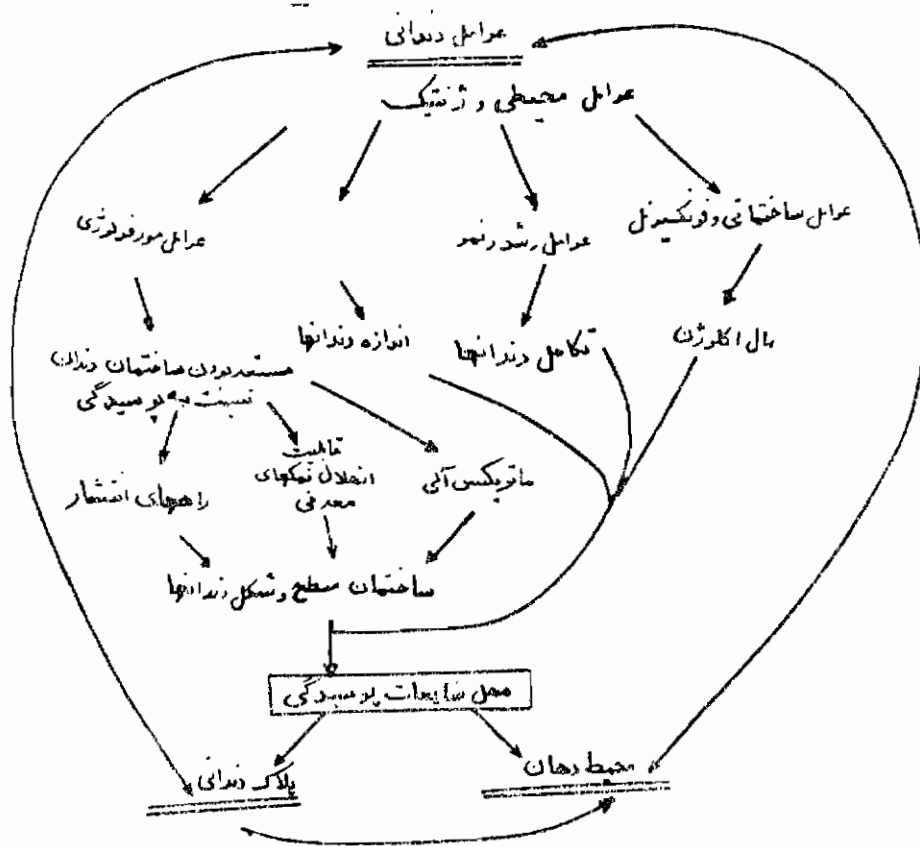 عوامل دندانی
عوامل محیطی و ژنتیک
عوامل ساختمانی و فونکسیونل
عوامل رشد و نمو
عوامل مورفولوژی
مال اکلوژن
تکامل دندانها
اندازه دندانها
مستعد بودن ساختمان دندان
نسبت به پوسیدگی
ماتریکس آلی
قابلیت
انحلال نمکهای
معدنی
راههای انتشار
ساختمان سطح و شکل دندانها
محل ضایعات پوسیدگی
محیط دهان
پلاک دندانی